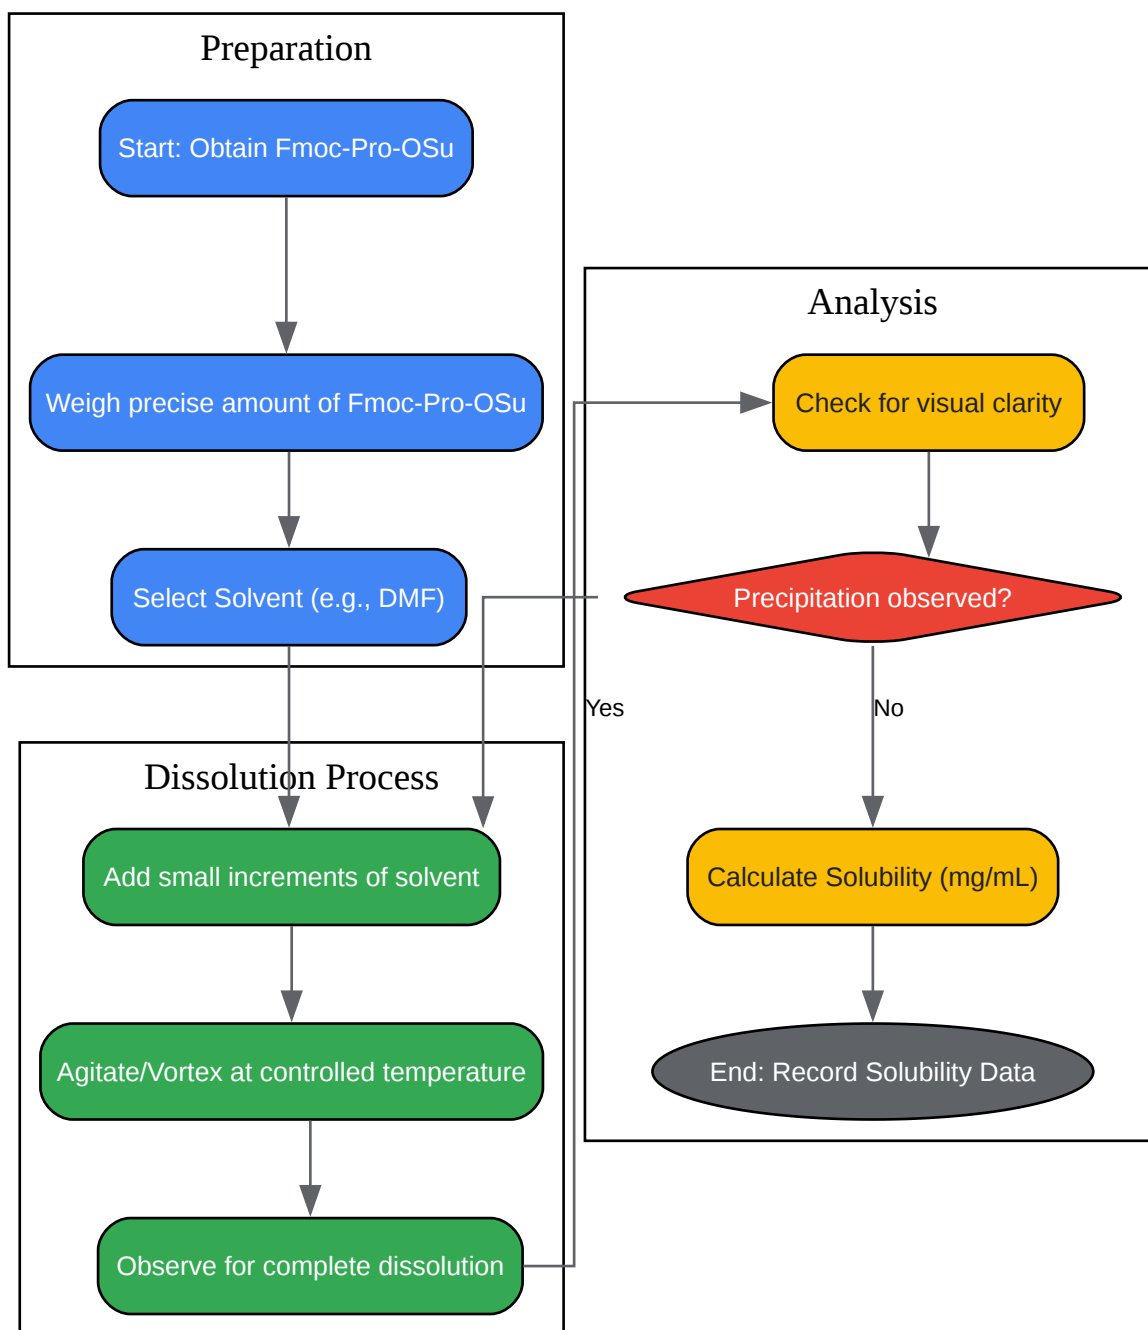 Preparation
Start: Obtain Fmoc-Pro-OSu
Weigh precise amount of Fmoc-Pro-OSu
Select Solvent (e.g., DMF)
Dissolution Process
Add small increments of solvent
Agitate/Vortex at controlled temperature
Observe for complete dissolution
Analysis
Check for visual clarity
Precipitation observed?
Yes
No
Calculate Solubility (mg/mL)
End: Record Solubility Data